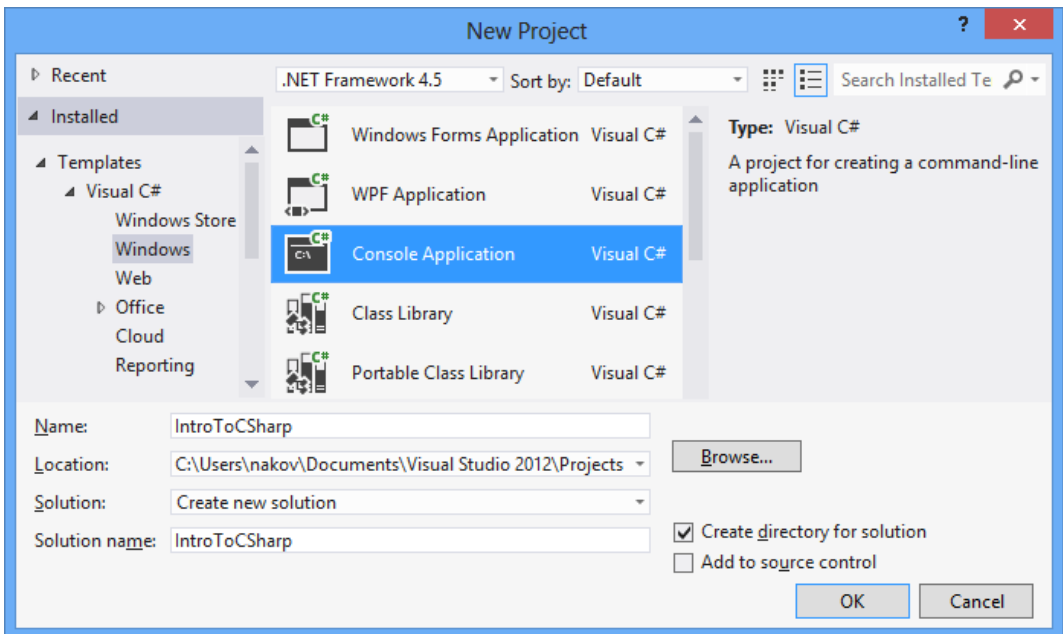 New Project
?
Recent
.NET Framework 4.5
Sort by: Default
Search Installed Te
Installed
Templates
Visual C#
Windows Store
Windows
Web
Office
Cloud
Reporting
C#
Windows Forms Application Visual C#
C#
WPF Application Visual C#
C#
C:\
Console Application Visual C#
C#
Class Library Visual C#
C#
Portable Class Library Visual C#
Type: Visual C#
A project for creating a command-line
application
Name: IntroToCSharp
Location: C:\Users\nakov\Documents\Visual Studio 2012\Projects
Browse...
Solution: Create new solution
Solution name: IntroToCSharp
Create directory for solution
Add to source control
OK
Cancel